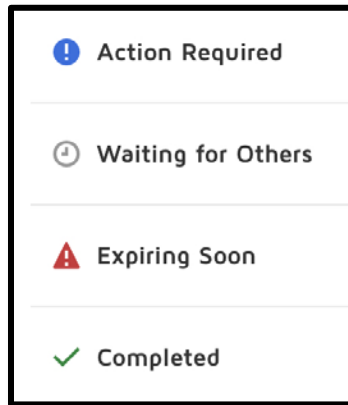 Action Required
Waiting for Others
Expiring Soon
Completed